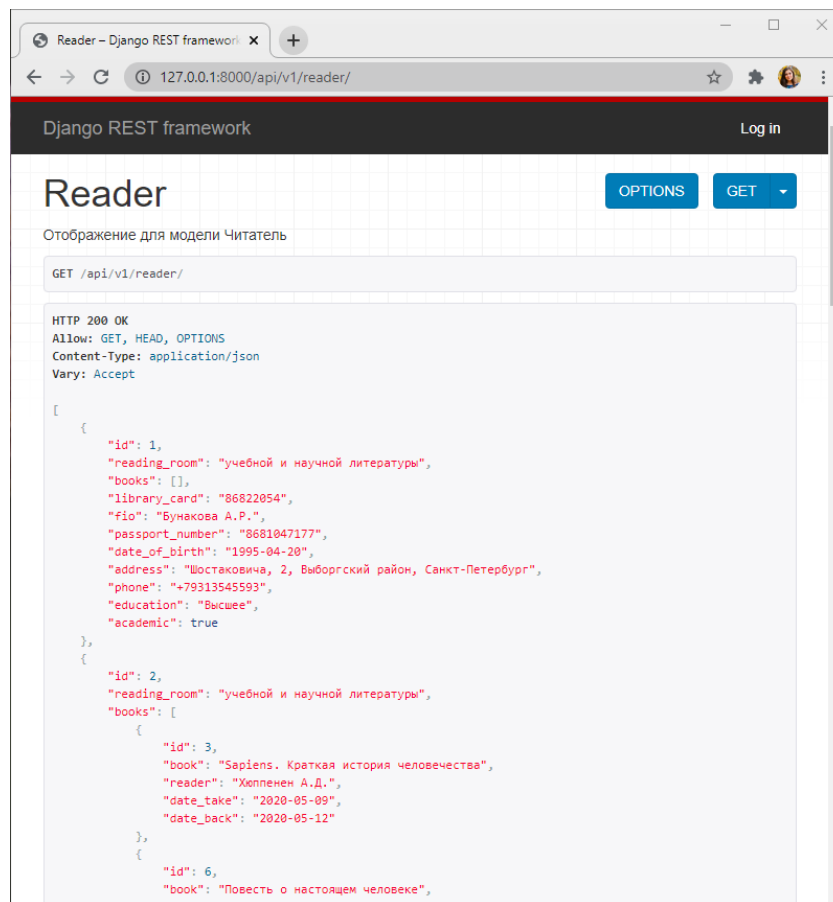 Reader – Django REST framework
127.0.0.1:8000/api/v1/reader/
Django REST framework
Log in
Reader
OPTIONS
GET
Отображение для модели Читатель
GET /api/v1/reader/
HTTP 200 OK
Allow: GET, HEAD, OPTIONS
Content-Type: application/json
Vary: Accept
[
    {
        "id": 1,
        "reading_room": "учебной и научной литературы",
        "books": [],
        "library_card": "86822054",
        "fio": "Бунакова А.Р.",
        "passport_number": "8681047177",
        "date_of_birth": "1995-04-20",
        "address": "Шостаковича, 2, Выборгский район, Санкт-Петербург",
        "phone": "+79313545593",
        "education": "Высшее",
        "academic": true
    },
    {
        "id": 2,
        "reading_room": "учебной и научной литературы",
        "books": [
            {
                "id": 3,
                "book": "Sapiens. Краткая история человечества",
                "reader": "Хюппенен А.Д.",
                "date_take": "2020-05-09",
                "date_back": "2020-05-12"
            },
            {
                "id": 6,
                "book": "Повесть о настоящем человеке",